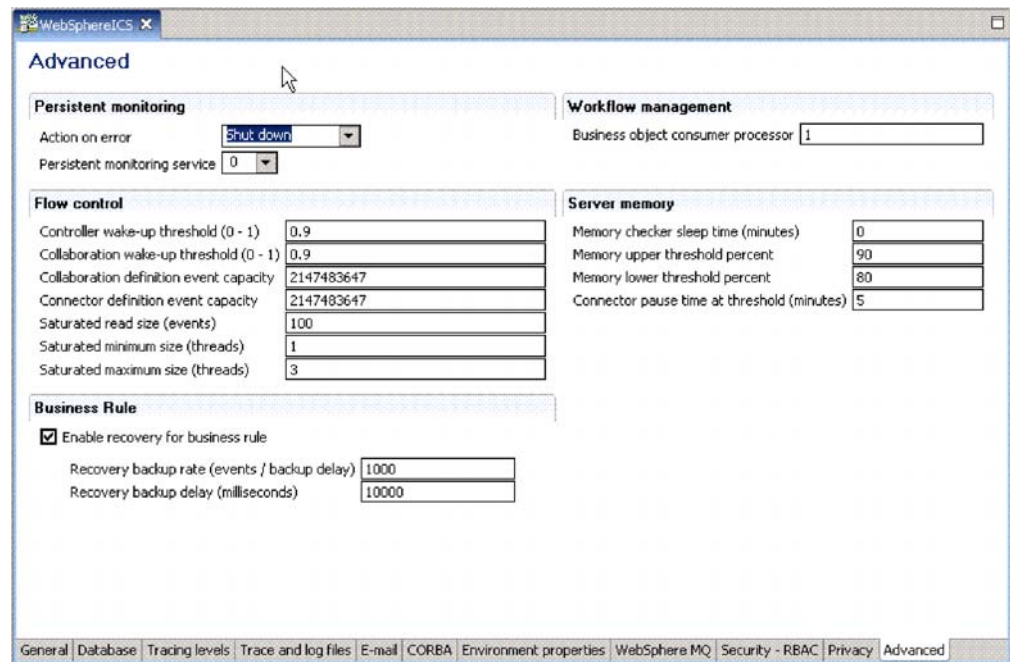 WebSphereICS
Advanced
Persistent monitoring
Action on error Shut down
Persistent monitoring service 0
Workflow management
Business object consumer processor 1
Flow control
Controller wake-up threshold (0 - 1) 0.9
Collaboration wake-up threshold (0 - 1) 0.9
Collaboration definition event capacity 2147483647
Connector definition event capacity 2147483647
Saturated read size (events) 100
Saturated minimum size (threads) 1
Saturated maximum size (threads) 3
Server memory
Memory checker sleep time (minutes) 0
Memory upper threshold percent 90
Memory lower threshold percent 80
Connector pause time at threshold (minutes) 5
Business Rule
Enable recovery for business rule
Recovery backup rate (events / backup delay) 1000
Recovery backup delay (milliseconds) 10000
General Database Tracing levels Trace and log files E-mail CORBA Environment properties WebSphere MQ Security - RBAC Privacy Advanced